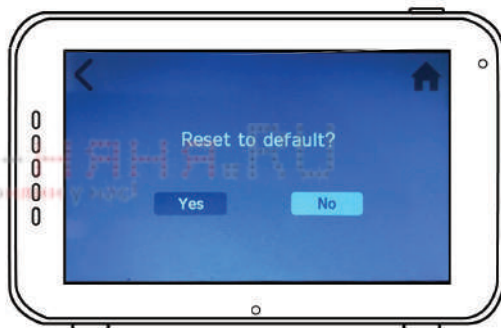 Reset to default?
Yes No